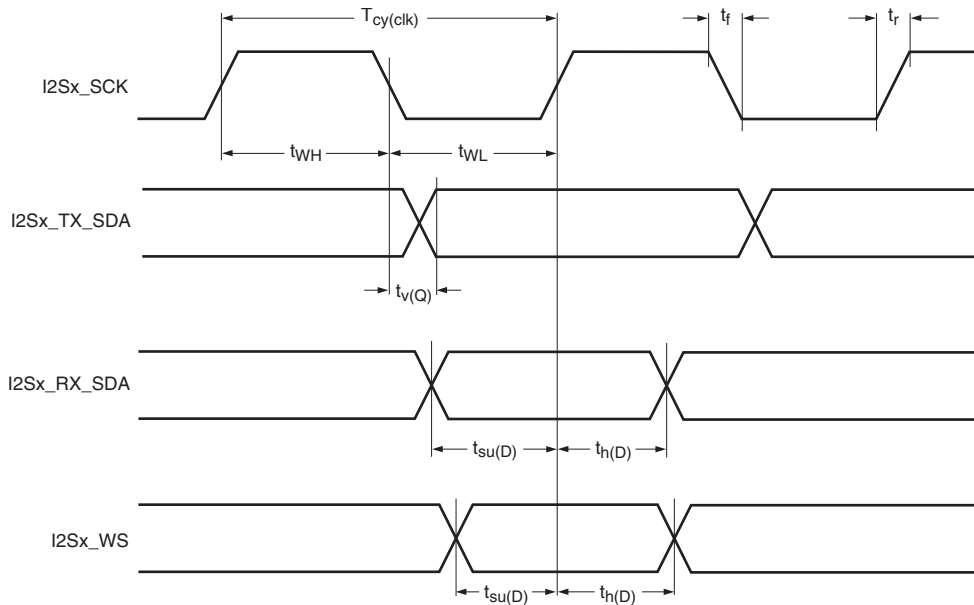 T_cy(clk)
t_f
t_r
I2Sx_SCK
t_WH
t_WL
I2Sx_TX_SDA
t_v(Q)
I2Sx_RX_SDA
t_su(D)
t_h(D)
I2Sx_WS
t_su(D)
t_h(D)